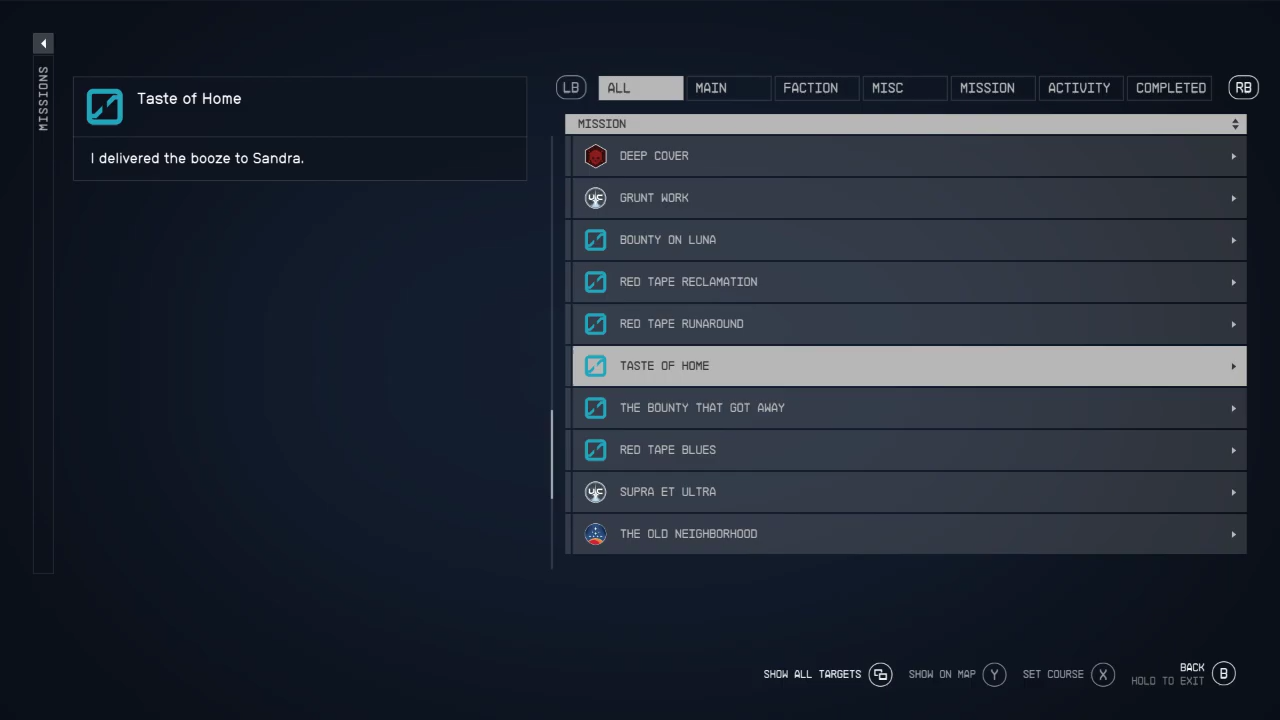 MISSIONS
Taste of Home
I delivered the booze to Sandra.
LB ALL MAIN FACTION MISC MISSION ACTIVITY COMPLETED RB
MISSION
DEEP COVER
UC GRUNT WORK
BOUNTY ON LUNA
RED TAPE RECLAMATION
RED TAPE RUNAROUND
TASTE OF HOME
THE BOUNTY THAT GOT AWAY
RED TAPE BLUES
UC SUPRA ET ULTRA
THE OLD NEIGHBORHOOD
SHOW ALL TARGETS SHOW ON MAP Y SET COURSE X BACK B
HOLD TO EXIT